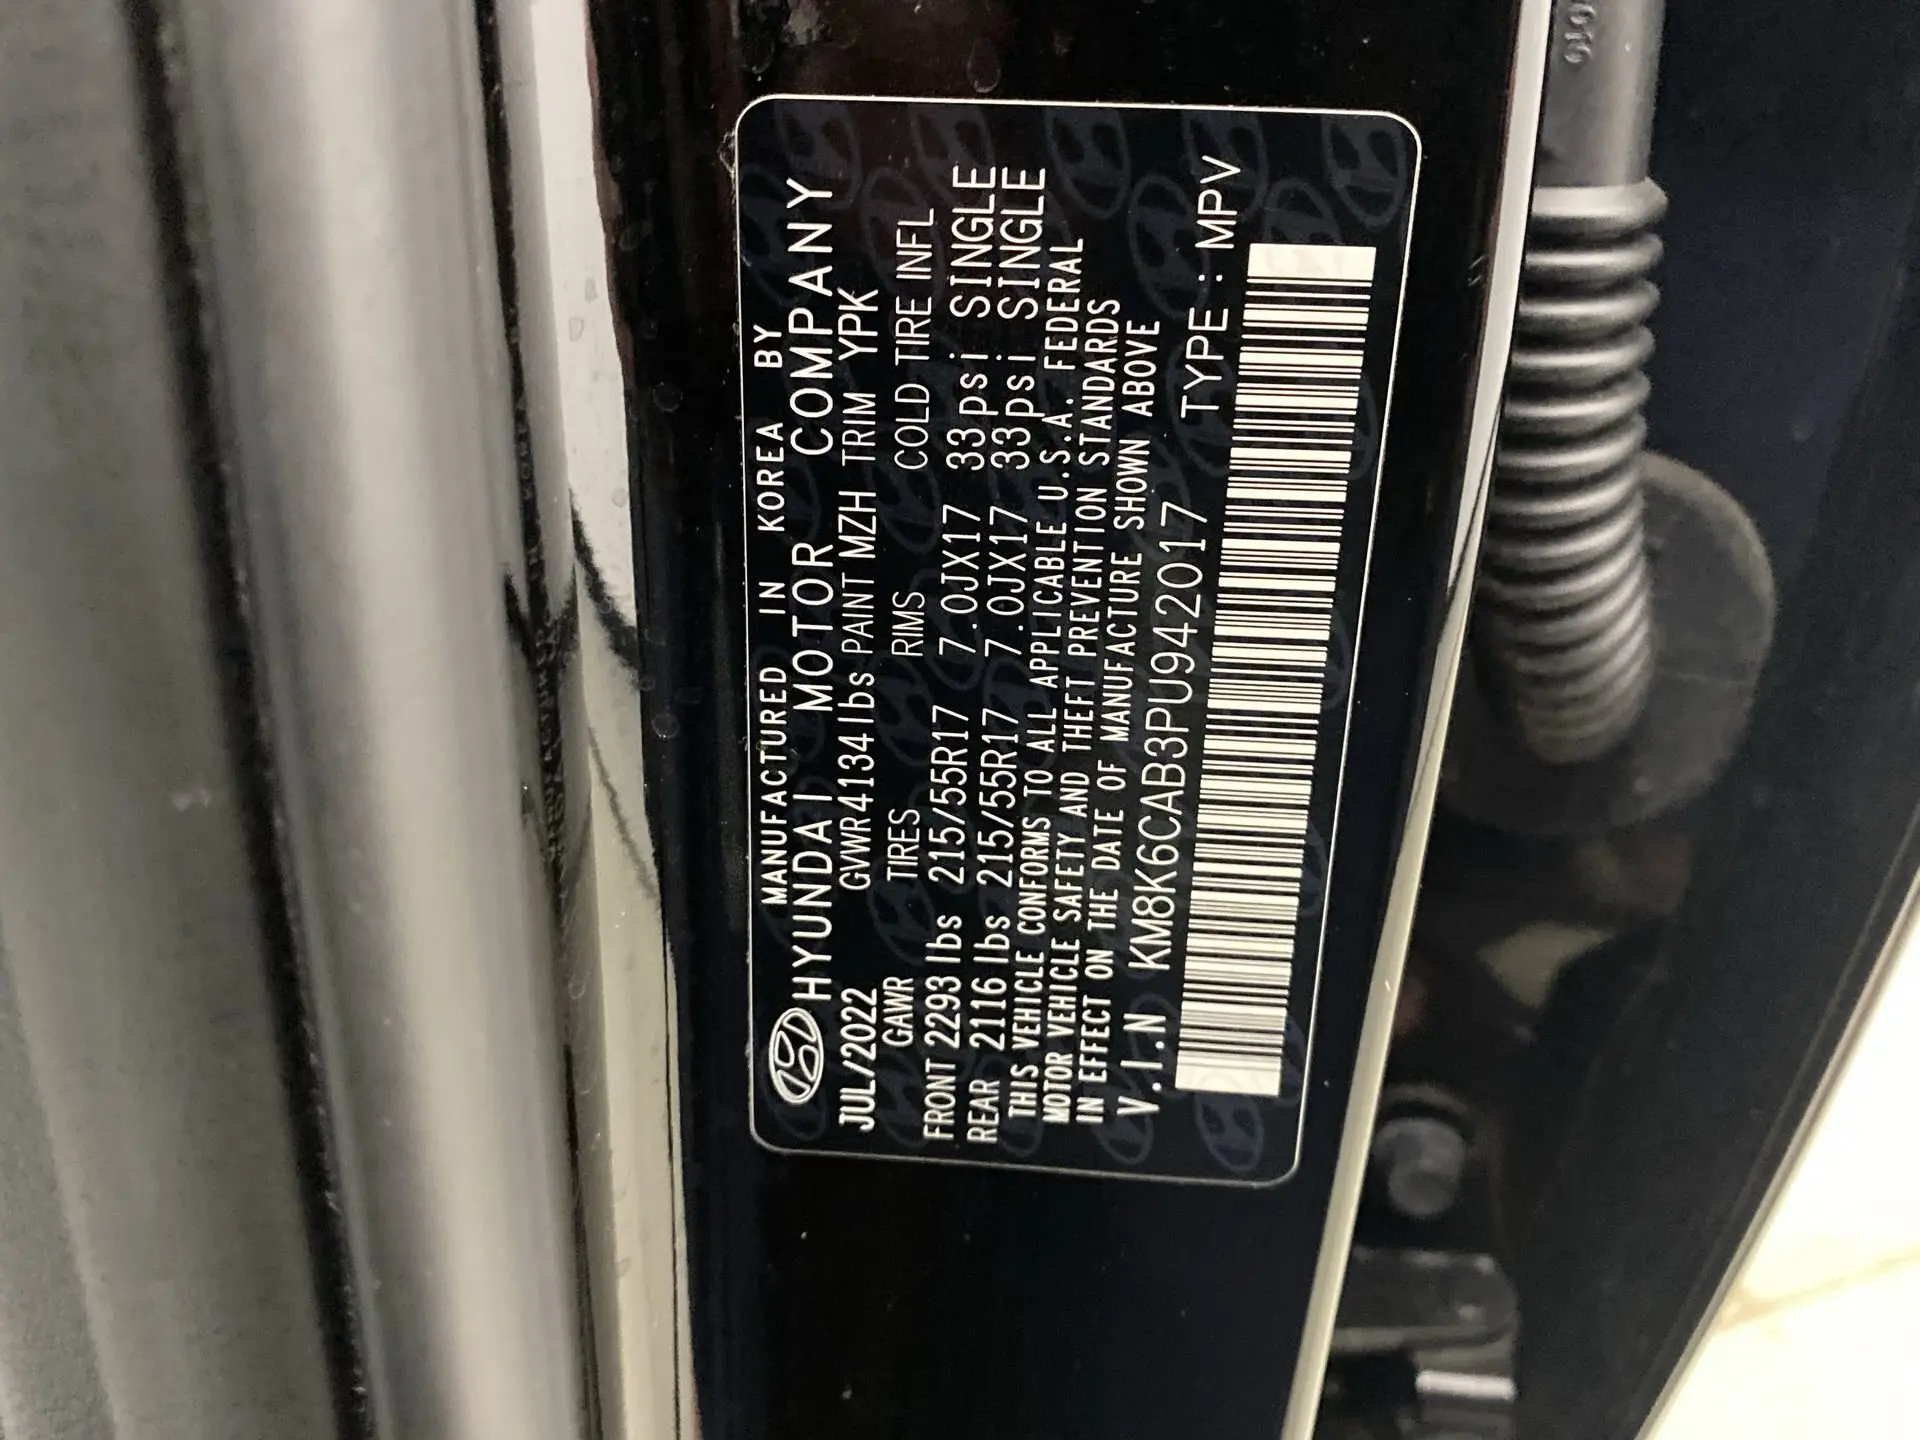 MANUFACTURED IN KOREA BY
HYUNDAI MOTOR COMPANY
JUL/2022 GVWR 4134 lbs PAINT MZH TRIM YPK
GAWR TIRES RIMS COLD TIRE INFL
FRONT 2293 lbs 215/55R17 7.0JX17 33psi SINGLE
REAR 2116 lbs 215/55R17 7.0JX17 33psi SINGLE
THIS VEHICLE CONFORMS TO ALL APPLICABLE U.S.A. FEDERAL
MOTOR VEHICLE SAFETY AND THEFT PREVENTION STANDARDS
IN EFFECT ON THE DATE OF MANUFACTURE SHOWN ABOVE
V.I.N KM8K6CAB3PU942017 TYPE : MPV